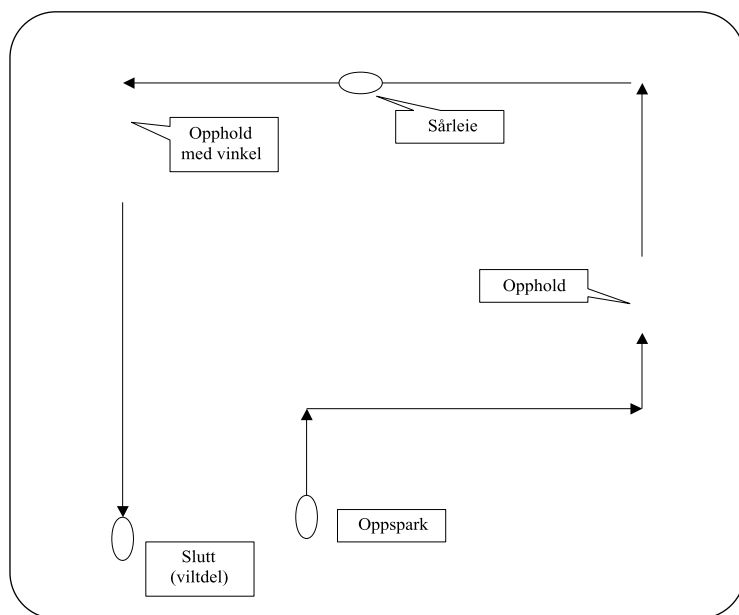 Sårleie
Opphold
med vinkel
Opphold
Oppspark
Slutt
(viltdel)